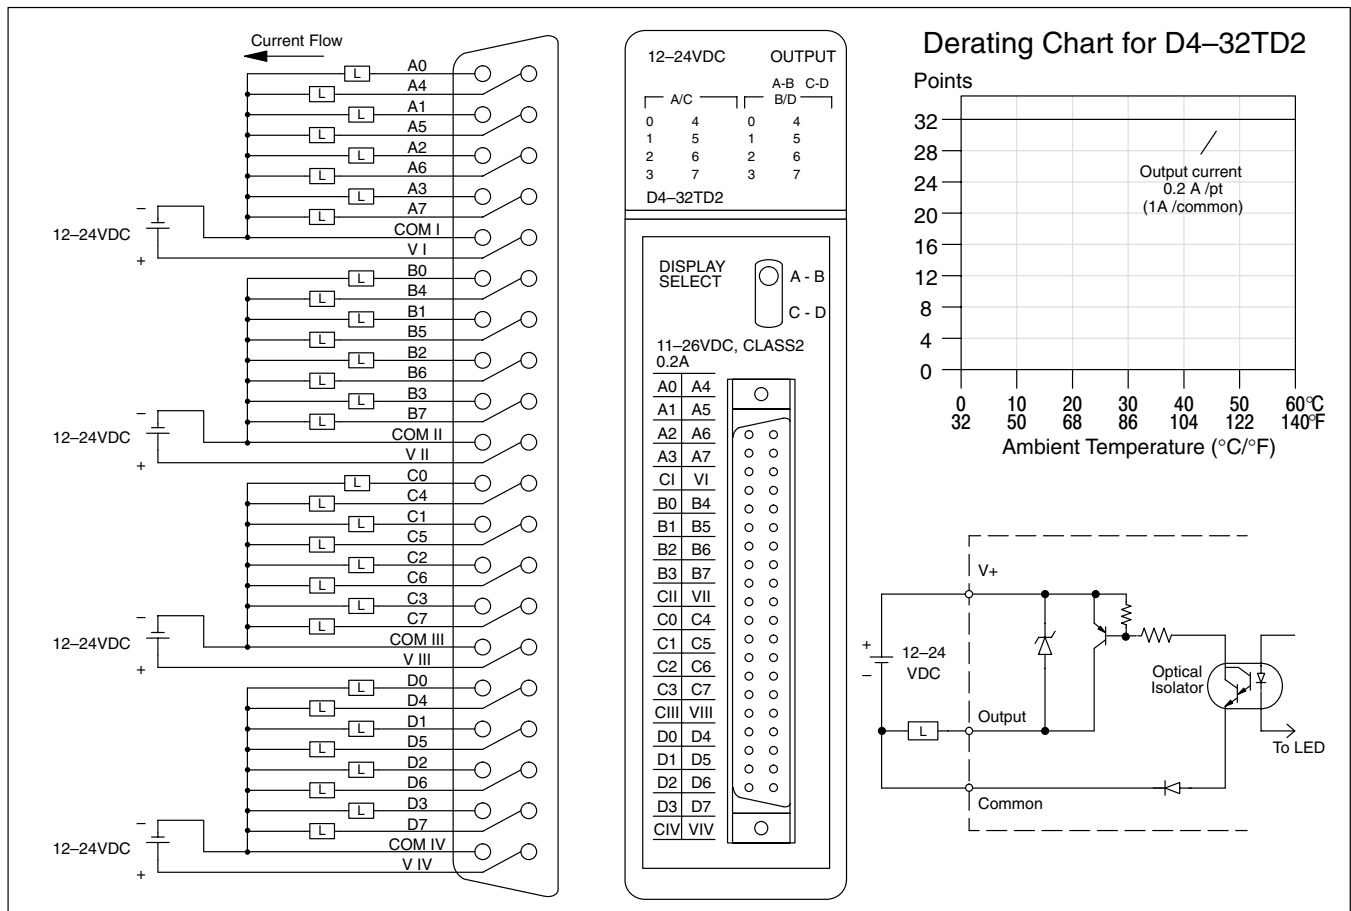 Current Flow
L A0
L A4
L A1
L A5
L A2
L A6
L A3
L A7
COM I
V I
–
12–24VDC
+
L B0
L B4
L B1
L B5
L B2
L B6
L B3
L B7
COM II
V II
–
12–24VDC
+
L C0
L C4
L C1
L C5
L C2
L C6
L C3
L C7
COM III
V III
–
12–24VDC
+
L D0
L D4
L D1
L D5
L D2
L D6
L D3
L D7
COM IV
V IV
–
12–24VDC
+
12–24VDC OUTPUT
A-B C-D
A/C B/D
0 4 0 4
1 5 1 5
2 6 2 6
3 7 3 7
D4–32TD2
DISPLAY
SELECT
A - B
C - D
11–26VDC, CLASS2
0.2A
A0 A4
A1 A5
A2 A6
A3 A7
CI VI
B0 B4
B1 B5
B2 B6
B3 B7
CII VII
C0 C4
C1 C5
C2 C6
C3 C7
CIII VIII
D0 D4
D1 D5
D2 D6
D3 D7
CIV VIV
Derating Chart for D4–32TD2
Points
32
28
24
20
16
12
8
4
0
Output current
0.2 A /pt
(1A /common)
0 10 20 30 40 50 60°C
32 50 68 86 104 122 140°F
Ambient Temperature (°C/°F)
V+
+
12–24
VDC
–
Optical
Isolator
Output
L
To LED
Common